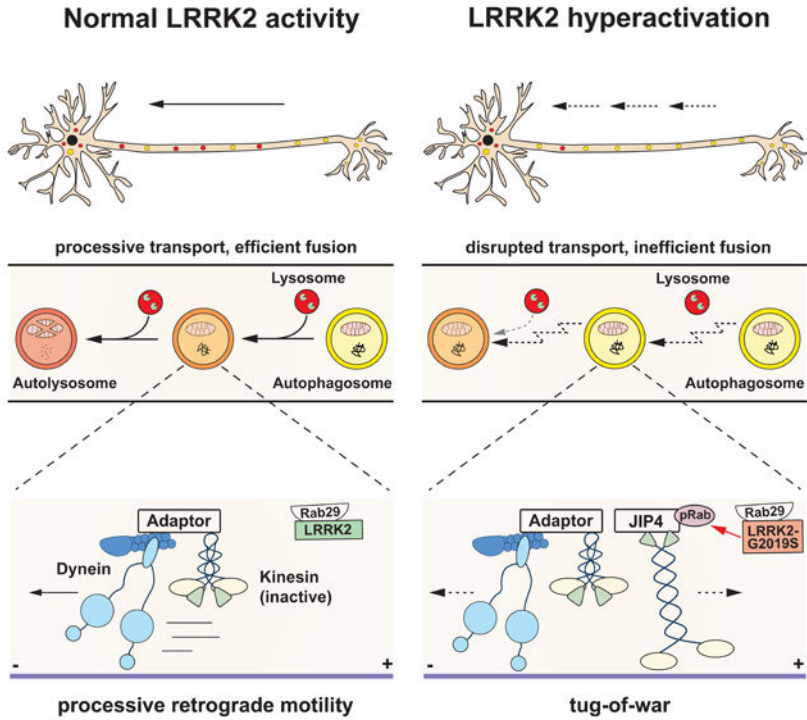 Normal LRRK2 activity
LRRK2 hyperactivation
processive transport, efficient fusion
disrupted transport, inefficient fusion
Lysosome
Autolysosome
Autophagosome
Lysosome
Autophagosome
Adaptor
Rab29
LRRK2
Dynein
Kinesin
(inactive)
-
+
Adaptor
JIP4
pRab
Rab29
LRRK2-
G2019S
-
+
processive retrograde motility
tug-of-war